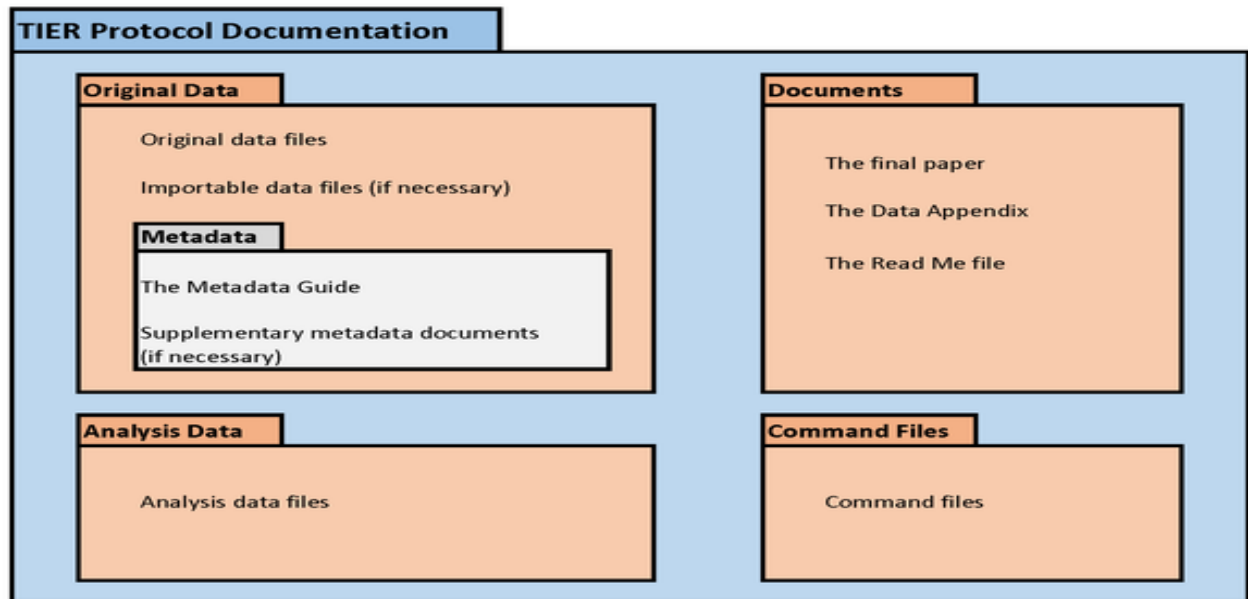 TIER Protocol Documentation
Original Data
Original data files
Importable data files (if necessary)
Metadata
The Metadata Guide
Supplementary metadata documents
(if necessary)
Documents
The final paper
The Data Appendix
The Read Me file
Analysis Data
Analysis data files
Command Files
Command files